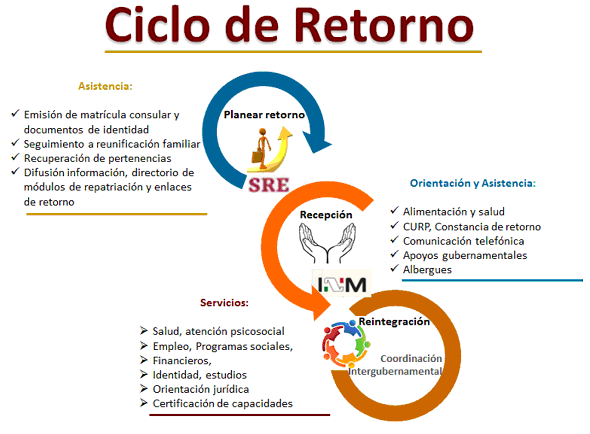 Ciclo de Retorno
Asistencia:
✓ Emisión de matrícula consular y
documentos de identidad
✓ Seguimiento a reunificación familiar
✓ Recuperación de pertenencias
✓ Difusión información, directorio de
módulos de repatriación y enlaces
de retorno
Planear retorno
SRE
Orientación y Asistencia:
✓ Alimentación y salud
✓ CURP, Constancia de retorno
✓ Comunicación telefónica
✓ Apoyos gubernamentales
✓ Albergues
Recepción
INM
Servicios:
➢ Salud, atención psicosocial
➢ Empleo, Programas sociales,
➢ Financieros,
➢ Identidad, estudios
➢ Orientación jurídica
➢ Certificación de capacidades
Reintegración
Coordinación
Intergubernamental